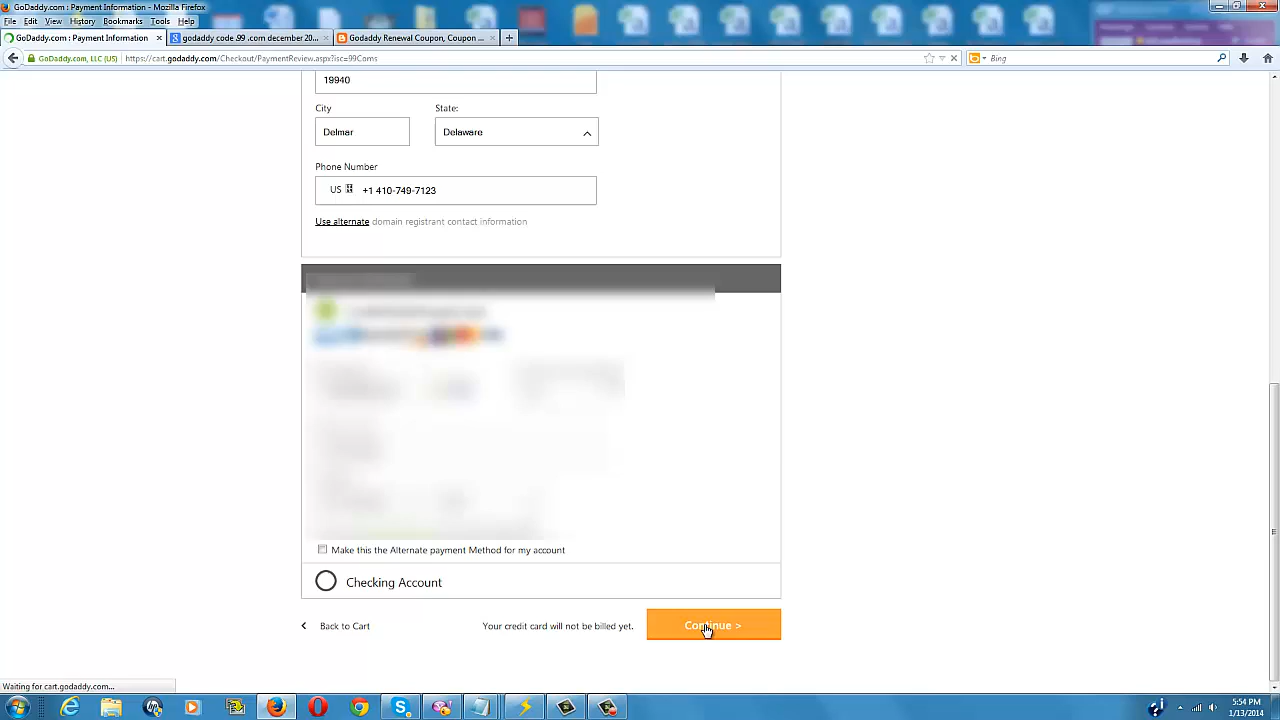 GoDaddy.com : Payment Information - Mozilla Firefox
File Edit View History Bookmarks Tools Help
GoDaddy.com : Payment Information × godaddy code .99 .com december 20... × Godaddy Renewal Coupon, Coupon ... × +
GoDaddy.com, LLC (US) https://cart.godaddy.com/Checkout/PaymentReview.aspx?isc=99Coms Bing
19940
City State:
Delmar Delaware
Phone Number
US +1 410-749-7123
Use alternate domain registrant contact information
Make this the Alternate payment Method for my account
Checking Account
Back to Cart Your credit card will not be billed yet. Continue >
Waiting for cart.godaddy.com...
5:54 PM
1/13/2014